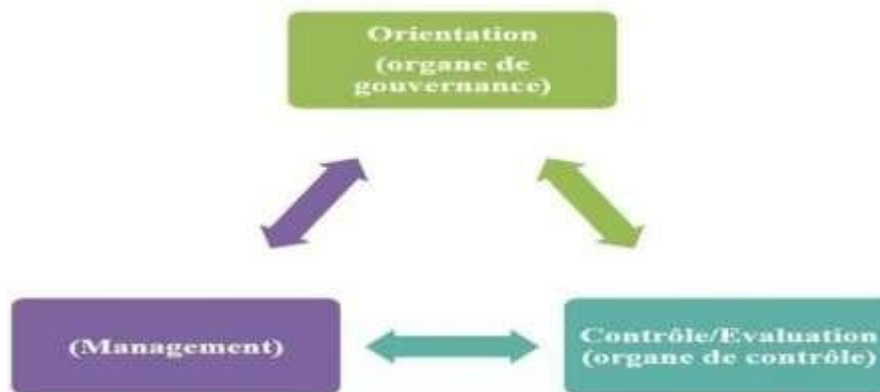 Orientation
(organe de
gouvernance)
(Management)
Contrôle/Evaluation
(organe de contrôle)